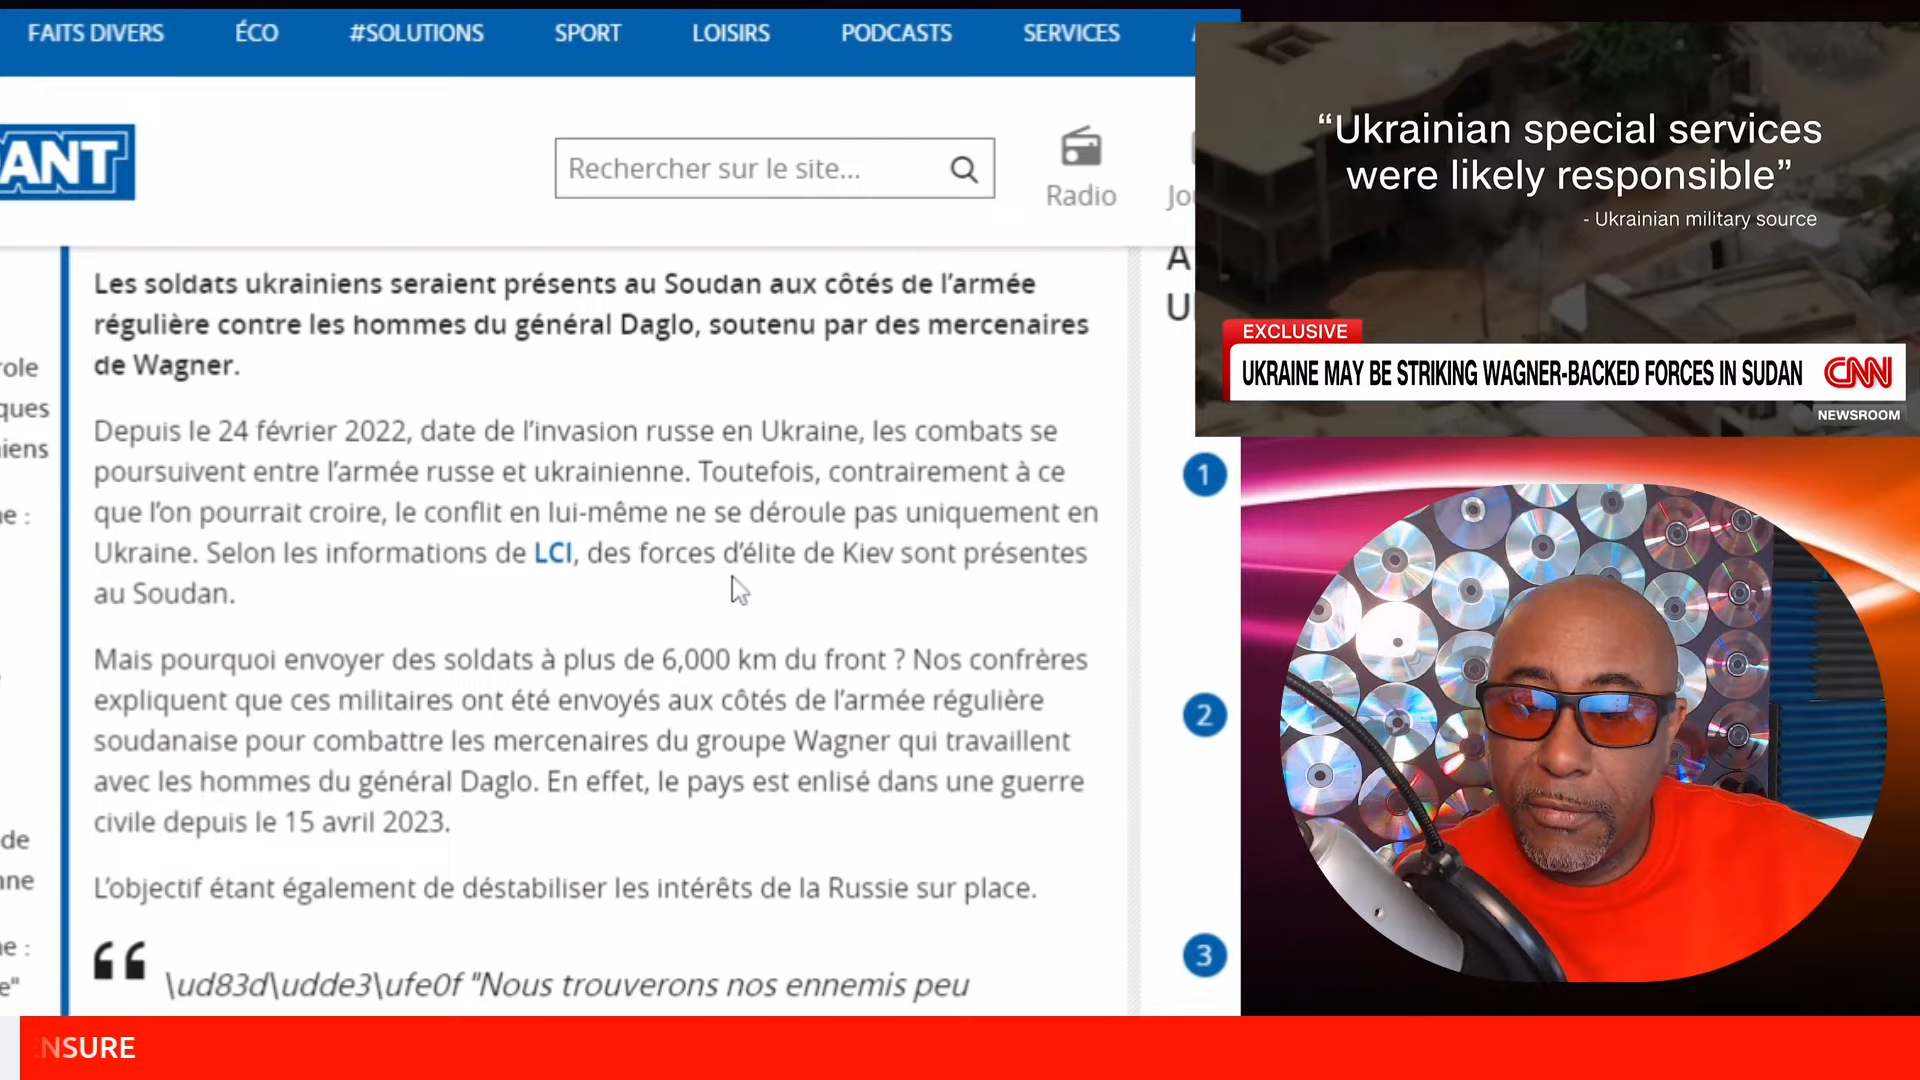 FAITS DIVERS ÉCO #SOLUTIONS SPORT LOISIRS PODCASTS SERVICES
ANT
Rechercher sur le site...
Radio
Les soldats ukrainiens seraient présents au Soudan aux côtés de l'armée
régulière contre les hommes du général Daglo, soutenu par des mercenaires
de Wagner.
Depuis le 24 février 2022, date de l'invasion russe en Ukraine, les combats se
poursuivent entre l'armée russe et ukrainienne. Toutefois, contrairement à ce
que l'on pourrait croire, le conflit en lui-même ne se déroule pas uniquement en
Ukraine. Selon les informations de LCI, des forces d'élite de Kiev sont présentes
au Soudan.
Mais pourquoi envoyer des soldats à plus de 6,000 km du front ? Nos confrères
expliquent que ces militaires ont été envoyés aux côtés de l'armée régulière
soudanaise pour combattre les mercenaires du groupe Wagner qui travaillent
avec les hommes du général Daglo. En effet, le pays est enlisé dans une guerre
civile depuis le 15 avril 2023.
L'objectif étant également de déstabiliser les intérêts de la Russie sur place.
\ud83d\udde3\ufe0f "Nous trouverons nos ennemis peu
"Ukrainian special services
were likely responsible"
- Ukrainian military source
EXCLUSIVE
UKRAINE MAY BE STRIKING WAGNER-BACKED FORCES IN SUDAN CNN
NEWSROOM
1
2
3
NSURE